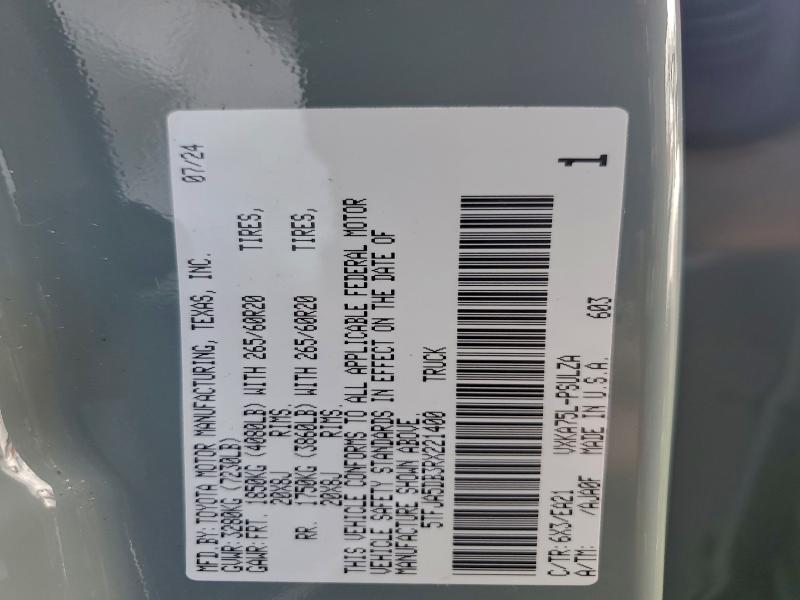 MFD.BY:TOYOTA MOTOR MANUFACTURING, TEXAS, INC. 07/24
GVWR:3280KG (7230LB)
GAWR:FRT. 1850KG (4080LB) WITH 265/60R20 TIRES,
20X8J RIMS.
RR. 1750KG (3860LB) WITH 265/60R20 TIRES,
20X8J RIMS.
THIS VEHICLE CONFORMS TO ALL APPLICABLE FEDERAL MOTOR
VEHICLE SAFETY STANDARDS IN EFFECT ON THE DATE OF
MANUFACTURE SHOWN ABOVE.
5TFJA5DB3RX221400 TRUCK
C/TR:6X3/EA21 VXKA75L-PSULZA
A/TM: /AJA0F MADE IN U.S.A. 603
1